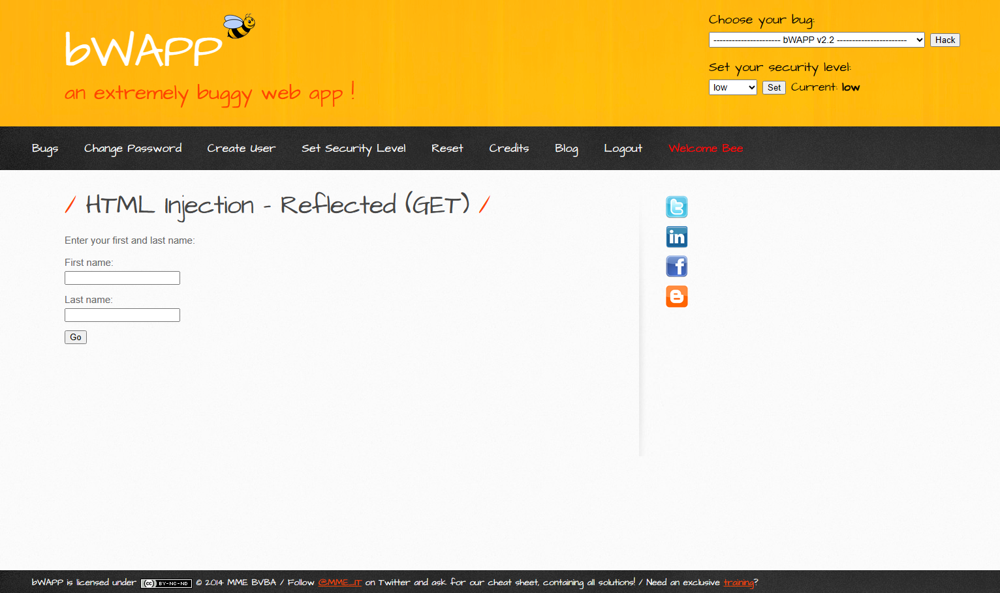 bWAPP
an extremely buggy web app !
Choose your bug:
---------------------- bWAPP v2.2 -----------------------
Hack
Set your security level:
low
Set
Current: low
Bugs
Change Password
Create User
Set Security Level
Reset
Credits
Blog
Logout
Welcome Bee
/ HTML Injection - Reflected (GET) /
Enter your first and last name:
First name:
Last name:
Go
bWAPP is licensed under (cc) BY-NC-ND © 2014 MME BVBA / Follow @MME_IT on Twitter and ask for our cheat sheet, containing all solutions! / Need an exclusive training?